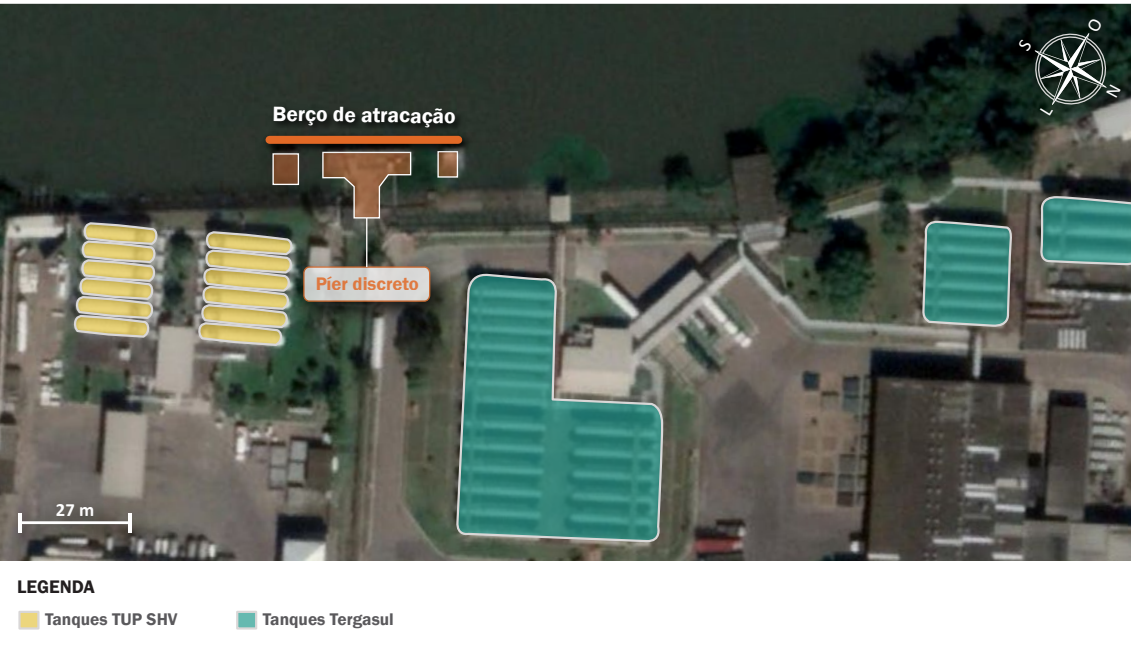 O
S
N
L
Berço de atracação
Píer discreto
27 m
LEGENDA
Tanques TUP SHV
Tanques Tergasul